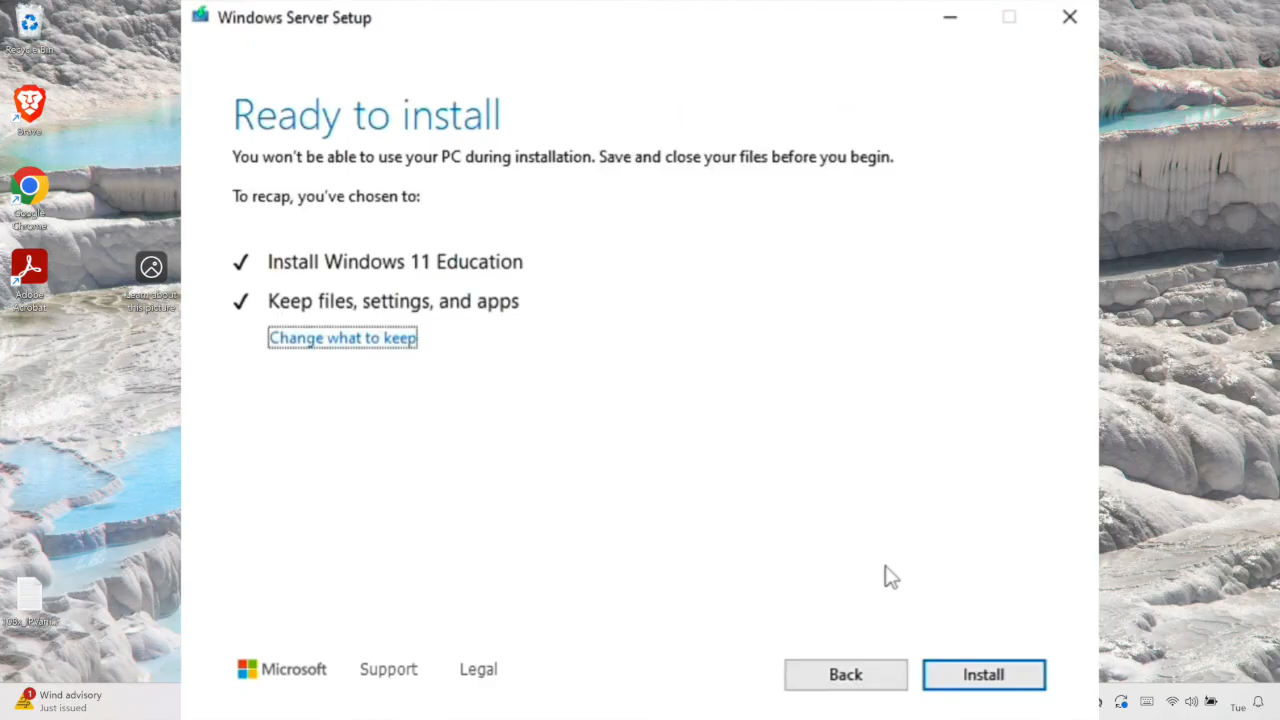 Windows Server Setup
Recycle Bin
Brave
Google
Chrome
Adobe
Acrobat
Learn about
this picture
Ready to install
You won't be able to use your PC during installation. Save and close your files before you begin.
To recap, you've chosen to:
Install Windows 11 Education
Keep files, settings, and apps
Change what to keep
Microsoft
Support
Legal
Back
Install
1
Wind advisory
Just issued
Tue